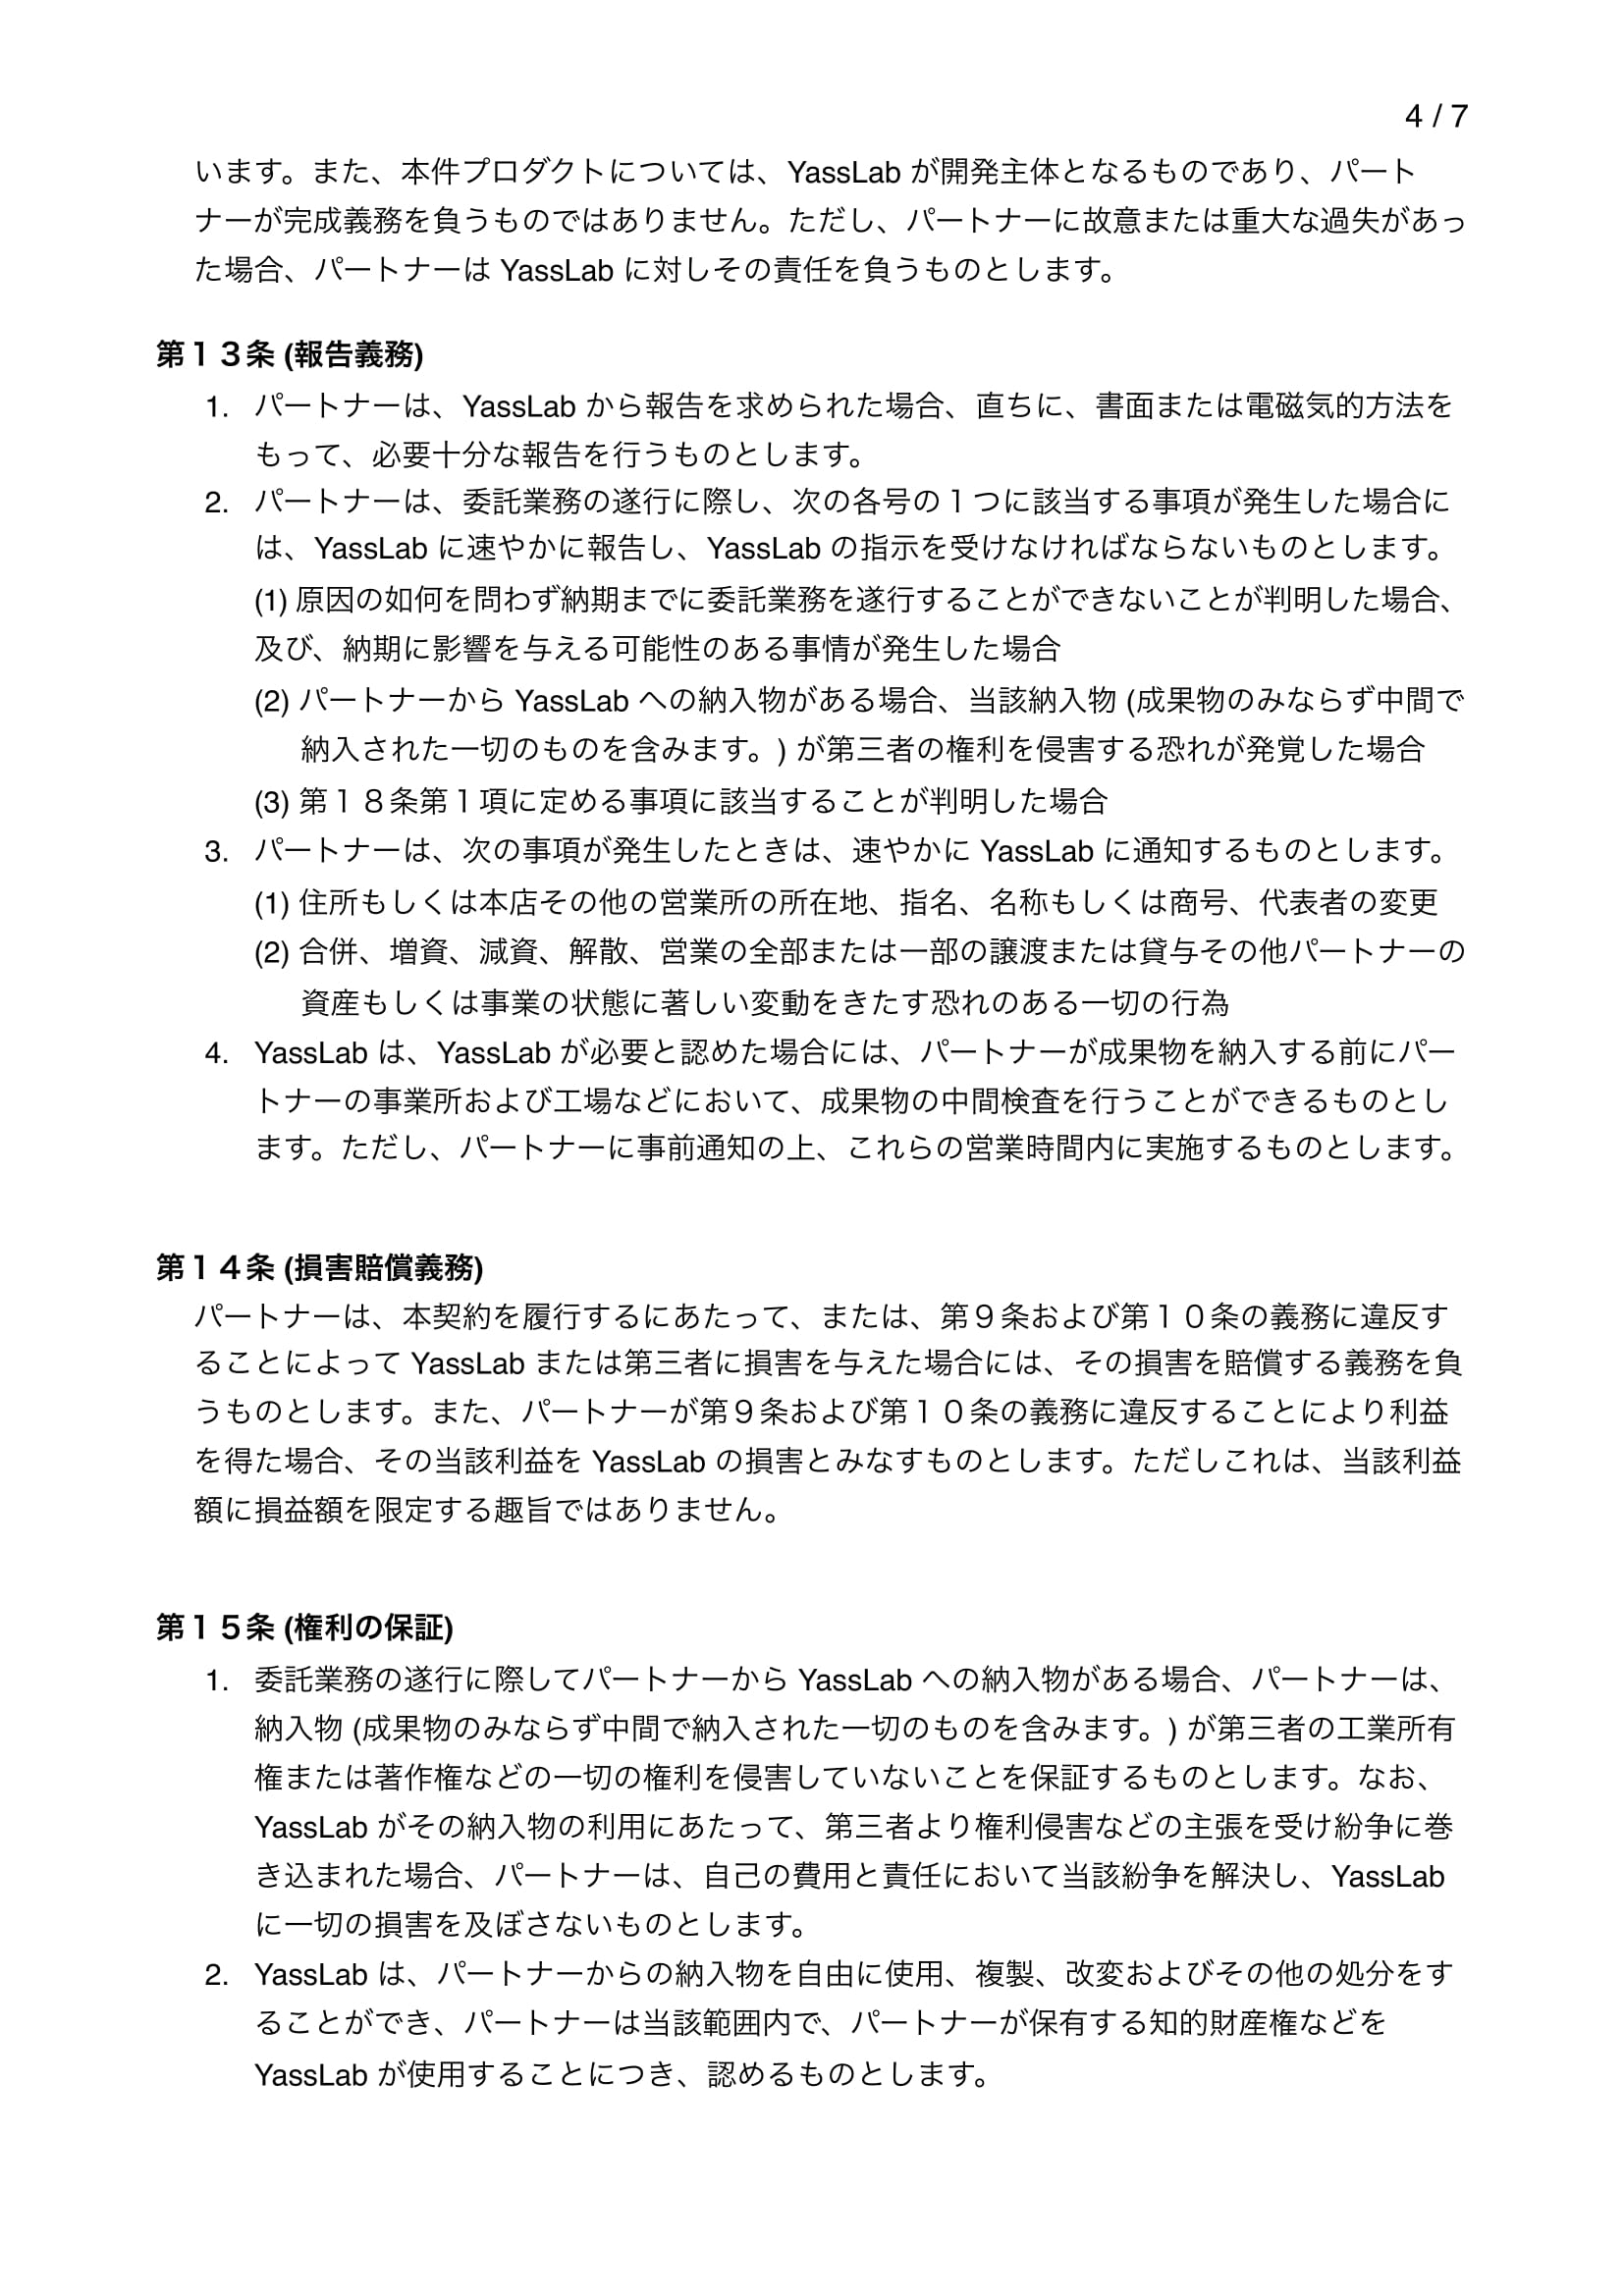 4 / 7
います。また、本件プロダクトについては、YassLab が開発主体となるものであり、パート
ナーが完成義務を負うものではありません。ただし、パートナーに故意または重大な過失があっ
た場合、パートナーは YassLab に対しその責任を負うものとします。
第１３条 (報告義務)
1. パートナーは、YassLab から報告を求められた場合、直ちに、書面または電磁気的方法を
もって、必要十分な報告を行うものとします。
2. パートナーは、委託業務の遂行に際し、次の各号の１つに該当する事項が発生した場合に
は、YassLab に速やかに報告し、YassLab の指示を受けなければならないものとします。
(1) 原因の如何を問わず納期までに委託業務を遂行することができないことが判明した場合、
及び、納期に影響を与える可能性のある事情が発生した場合
(2) パートナーから YassLab への納入物がある場合、当該納入物 (成果物のみならず中間で
納入された一切のものを含みます。) が第三者の権利を侵害する恐れが発覚した場合
(3) 第１８条第１項に定める事項に該当することが判明した場合
3. パートナーは、次の事項が発生したときは、速やかに YassLab に通知するものとします。
(1) 住所もしくは本店その他の営業所の所在地、指名、名称もしくは商号、代表者の変更
(2) 合併、増資、減資、解散、営業の全部または一部の譲渡または貸与その他パートナーの
資産もしくは事業の状態に著しい変動をきたす恐れのある一切の行為
4. YassLab は、YassLab が必要と認めた場合には、パートナーが成果物を納入する前にパー
トナーの事業所および工場などにおいて、成果物の中間検査を行うことができるものとし
ます。ただし、パートナーに事前通知の上、これらの営業時間内に実施するものとします。
第１４条 (損害賠償義務)
パートナーは、本契約を履行するにあたって、または、第９条および第１０条の義務に違反す
ることによって YassLab または第三者に損害を与えた場合には、その損害を賠償する義務を負
うものとします。また、パートナーが第９条および第１０条の義務に違反することにより利益
を得た場合、その当該利益を YassLab の損害とみなすものとします。ただしこれは、当該利益
額に損益額を限定する趣旨ではありません。
第１５条 (権利の保証)
1. 委託業務の遂行に際してパートナーから YassLab への納入物がある場合、パートナーは、
納入物 (成果物のみならず中間で納入された一切のものを含みます。) が第三者の工業所有
権または著作権などの一切の権利を侵害していないことを保証するものとします。なお、
YassLab がその納入物の利用にあたって、第三者より権利侵害などの主張を受け紛争に巻
き込まれた場合、パートナーは、自己の費用と責任において当該紛争を解決し、YassLab
に一切の損害を及ぼさないものとします。
2. YassLab は、パートナーからの納入物を自由に使用、複製、改変およびその他の処分をす
ることができ、パートナーは当該範囲内で、パートナーが保有する知的財産権などを
YassLab が使用することにつき、認めるものとします。